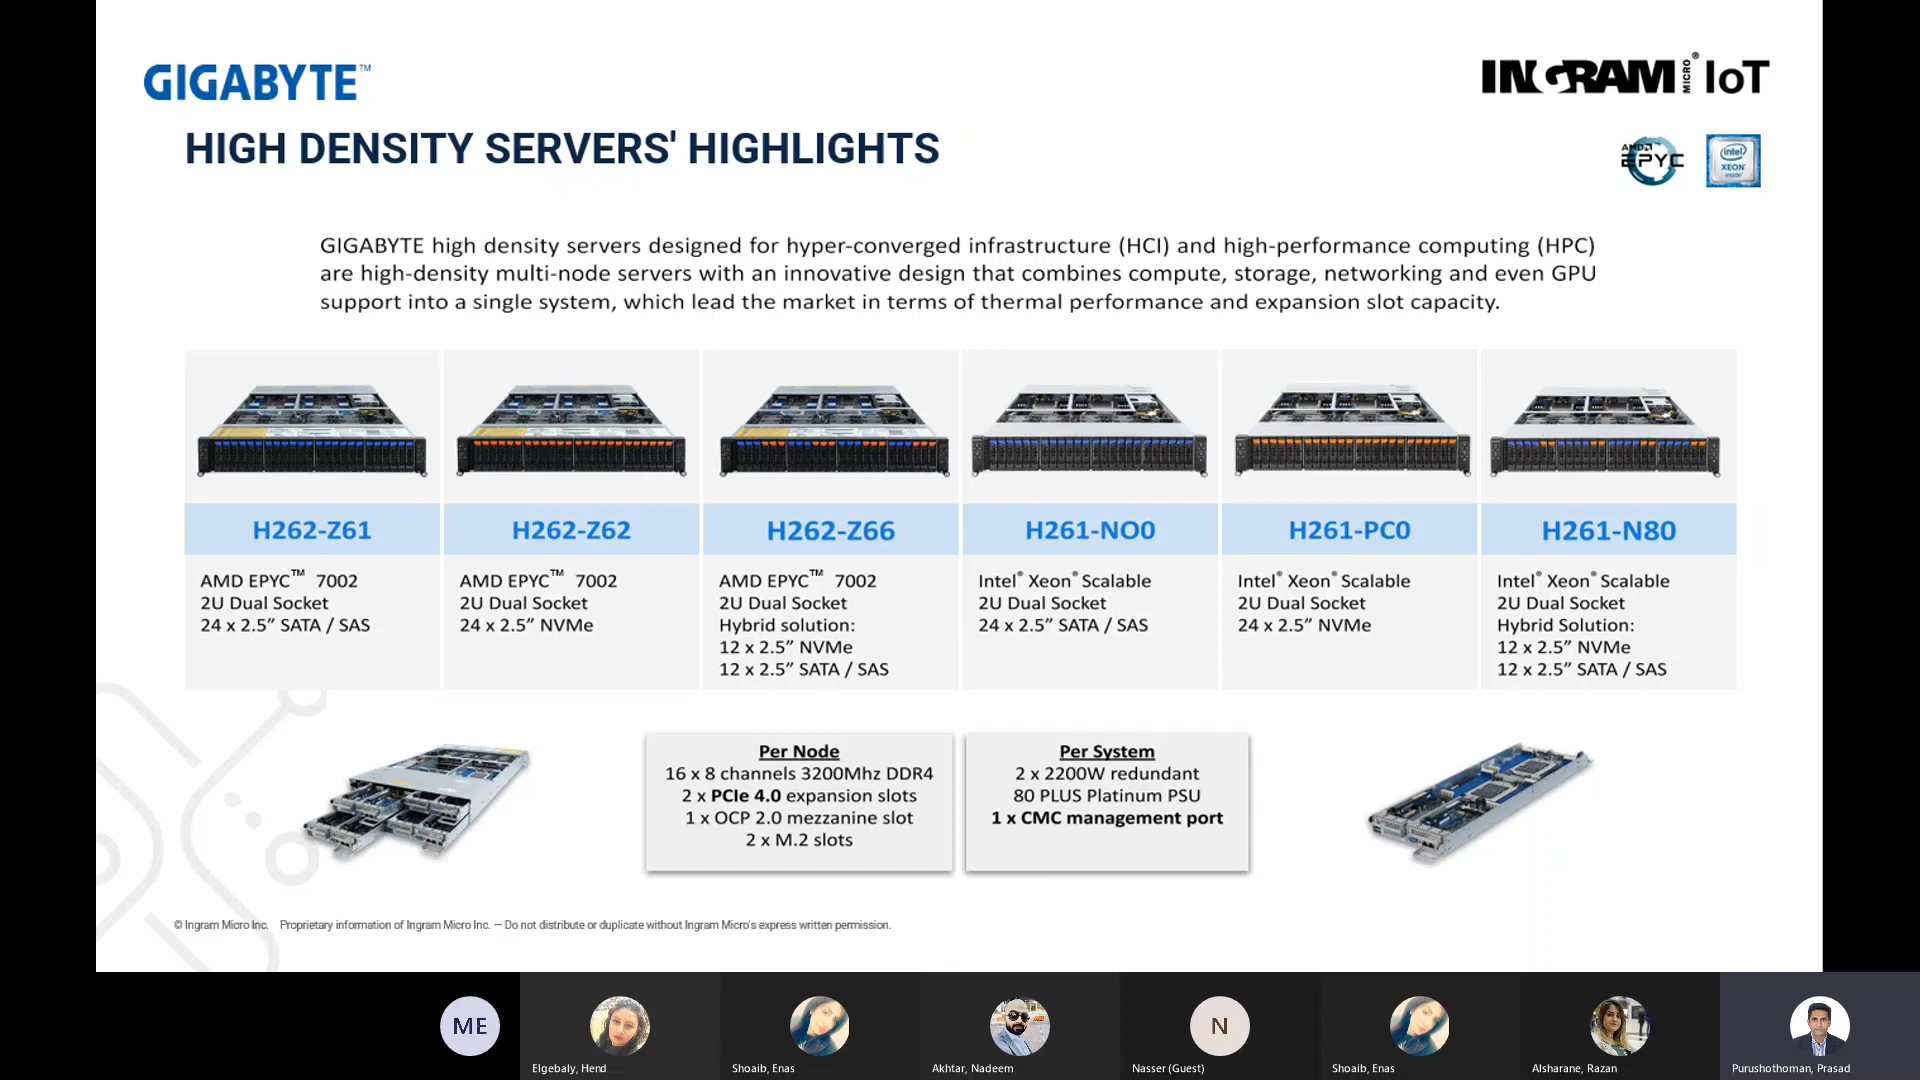 GIGABYTE™
INGRAM MICRO® IoT
HIGH DENSITY SERVERS' HIGHLIGHTS
AMD EPYC
intel XEON inside
GIGABYTE high density servers designed for hyper-converged infrastructure (HCI) and high-performance computing (HPC)
are high-density multi-node servers with an innovative design that combines compute, storage, networking and even GPU
support into a single system, which lead the market in terms of thermal performance and expansion slot capacity.
H262-Z61
AMD EPYC™ 7002
2U Dual Socket
24 x 2.5” SATA / SAS
H262-Z62
AMD EPYC™ 7002
2U Dual Socket
24 x 2.5” NVMe
H262-Z66
AMD EPYC™ 7002
2U Dual Socket
Hybrid solution:
12 x 2.5” NVMe
12 x 2.5” SATA / SAS
H261-NO0
Intel® Xeon® Scalable
2U Dual Socket
24 x 2.5” SATA / SAS
H261-PC0
Intel® Xeon® Scalable
2U Dual Socket
24 x 2.5” NVMe
H261-N80
Intel® Xeon® Scalable
2U Dual Socket
Hybrid Solution:
12 x 2.5” NVMe
12 x 2.5” SATA / SAS
Per Node
16 x 8 channels 3200Mhz DDR4
2 x PCIe 4.0 expansion slots
1 x OCP 2.0 mezzanine slot
2 x M.2 slots
Per System
2 x 2200W redundant
80 PLUS Platinum PSU
1 x CMC management port
© Ingram Micro Inc. Proprietary information of Ingram Micro Inc. — Do not distribute or duplicate without Ingram Micro's express written permission.
ME
Elgebaly, Hend
Shoaib, Enas
Akhtar, Nadeem
N
Nasser (Guest)
Shoaib, Enas
Alsharane, Razan
Purushothoman, Prasad